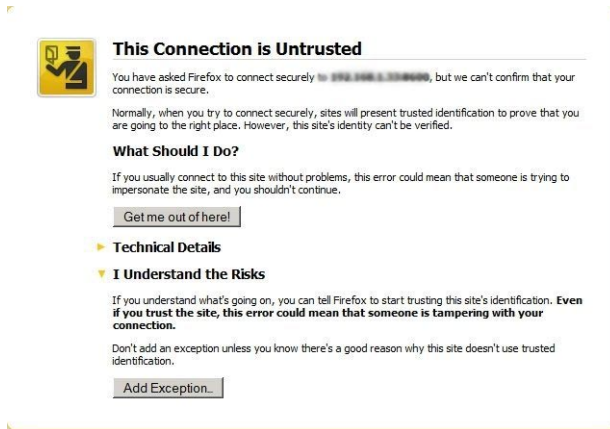 This Connection is Untrusted
You have asked Firefox to connect securely , but we can't confirm that your
connection is secure.
Normally, when you try to connect securely, sites will present trusted identification to prove that you
are going to the right place. However, this site's identity can't be verified.
What Should I Do?
If you usually connect to this site without problems, this error could mean that someone is trying to
impersonate the site, and you shouldn't continue.
Get me out of here!
Technical Details
I Understand the Risks
If you understand what's going on, you can tell Firefox to start trusting this site's identification. Even
if you trust the site, this error could mean that someone is tampering with your
connection.
Don't add an exception unless you know there's a good reason why this site doesn't use trusted
identification.
Add Exception...